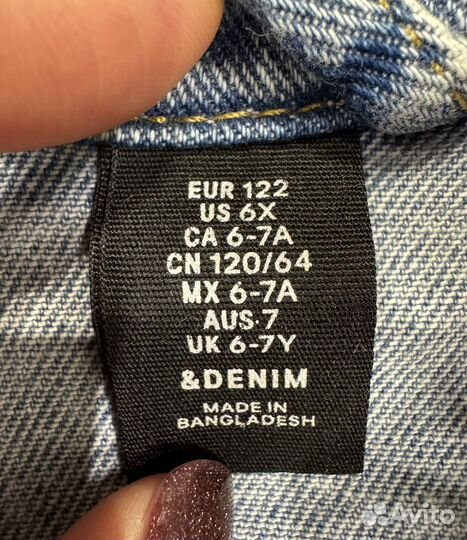 EUR 122
US 6X
CA 6-7A
CN 120/64
MX 6-7A
AUS 7
UK 6-7Y
&DENIM
MADE IN
BANGLADESH
Avito